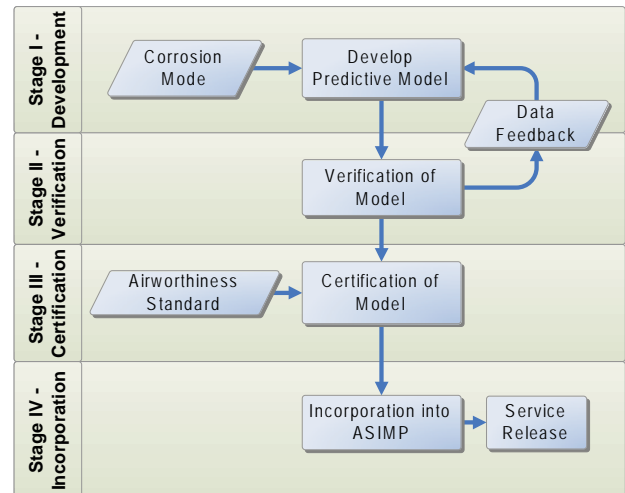 Stage I -
Development
Corrosion
Mode
Develop
Predictive Model
Data
Feedback
Stage II -
Verification
Verification of
Model
Stage III -
Certification
Airworthiness
Standard
Certification of
Model
Stage IV -
Incorporation
Incorporation into
ASIMP
Service
Release